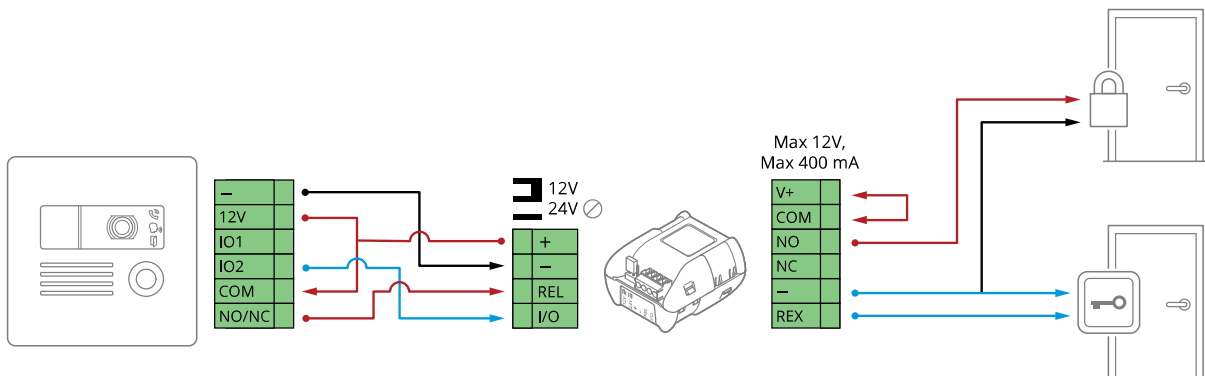 –
12V
IO1
IO2
COM
NO/NC
12V
24V
+
–
REL
I/O
Max 12V,
Max 400 mA
V+
COM
NO
NC
–
REX